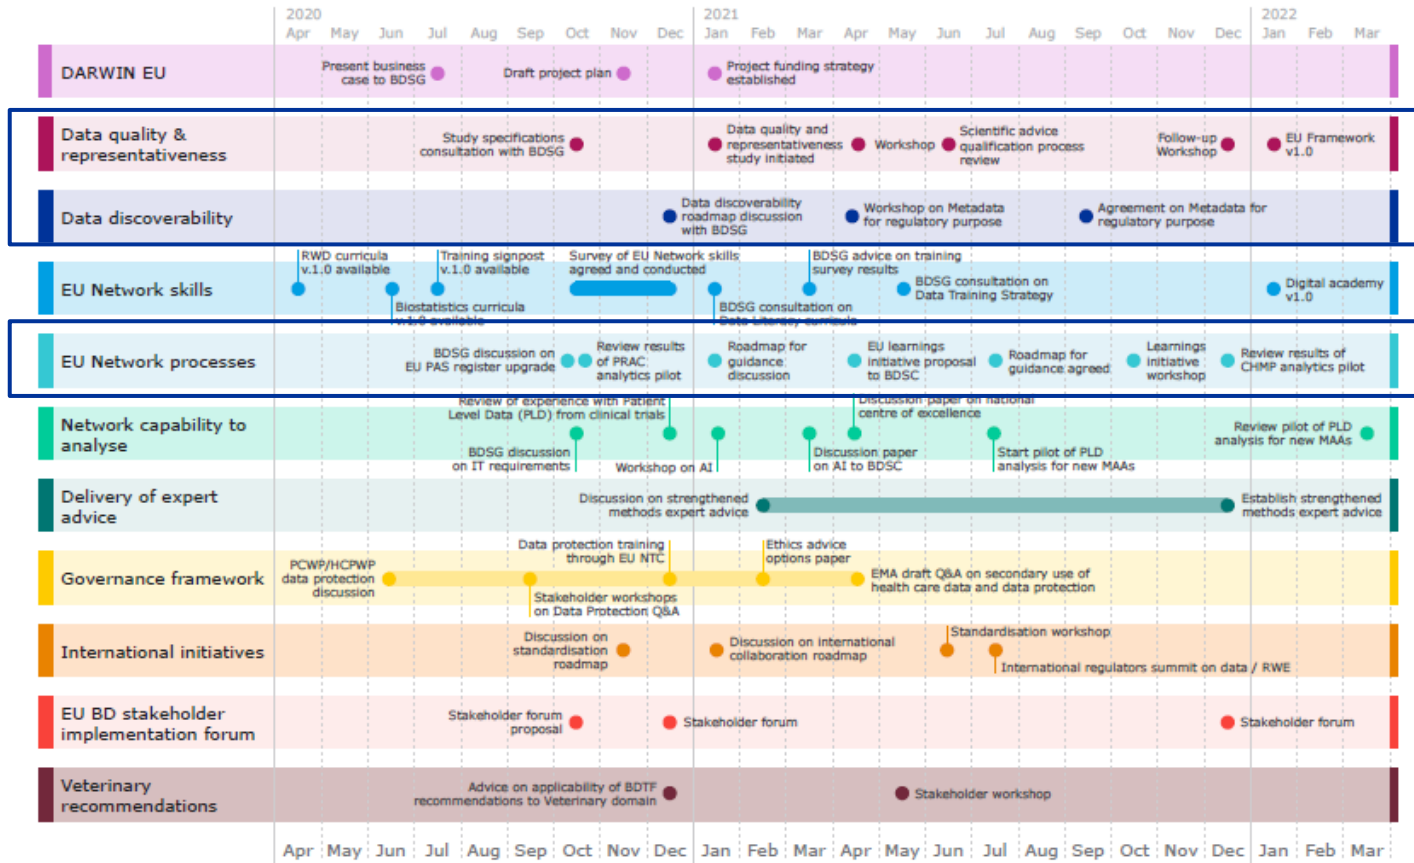 2020 2021 2022
Apr May Jun Jul Aug Sep Oct Nov Dec Jan Feb Mar Apr May Jun Jul Aug Sep Oct Nov Dec Jan Feb Mar
DARWIN EU
Present business
case to BDSG
Draft project plan
Project funding strategy
established
Data quality &
representativeness
Study specifications
consultation with BDSG
Data quality and
representativeness
study initiated
Workshop
Scientific advice
qualification process
review
Follow-up
Workshop
EU Framework
v1.0
Data discoverability
Data discoverability
roadmap discussion
with BDSG
Workshop on Metadata
for regulatory purpose
Agreement on Metadata for
regulatory purpose
EU Network skills
RWD curricula
v.1.0 available
Biostatistics curricula
v.1.0 available
Training signpost
v.1.0 available
Survey of EU Network skills
agreed and conducted
BDSG consultation on
Data Literacy curricula
BDSG advice on training
survey results
BDSG consultation on
Data Training Strategy
Digital academy
v1.0
EU Network processes
BDSG discussion on
EU PAS register upgrade
Review results
of PRAC
analytics pilot
Roadmap for
guidance
discussion
EU learnings
initiative proposal
to BDSC
Roadmap for
guidance agreed
Learnings
initiative
workshop
Review results of
CHMP analytics pilot
Network capability to
analyse
Review of experience with Patient
Level Data (PLD) from clinical trials
BDSG discussion
on IT requirements
Workshop on AI
Discussion paper
on AI to BDSC
Discussion paper on national
centre of excellence
Start pilot of PLD
analysis for new MAAs
Review pilot of PLD
analysis for new MAAs
Delivery of expert
advice
Discussion on strengthened
methods expert advice
Establish strengthened
methods expert advice
Governance framework
PCWP/HCPWP
data protection
discussion
Stakeholder workshops
on Data Protection Q&A
Data protection training
through EU NTC
Ethics advice
options paper
EMA draft Q&A on secondary use of
health care data and data protection
International initiatives
Discussion on
standardisation
roadmap
Discussion on international
collaboration roadmap
Standardisation workshop
International regulators summit on data / RWE
EU BD stakeholder
implementation forum
Stakeholder forum
proposal
Stakeholder forum
Stakeholder forum
Veterinary
recommendations
Advice on applicability of BDTF
recommendations to Veterinary domain
Stakeholder workshop
Apr May Jun Jul Aug Sep Oct Nov Dec Jan Feb Mar Apr May Jun Jul Aug Sep Oct Nov Dec Jan Feb Mar